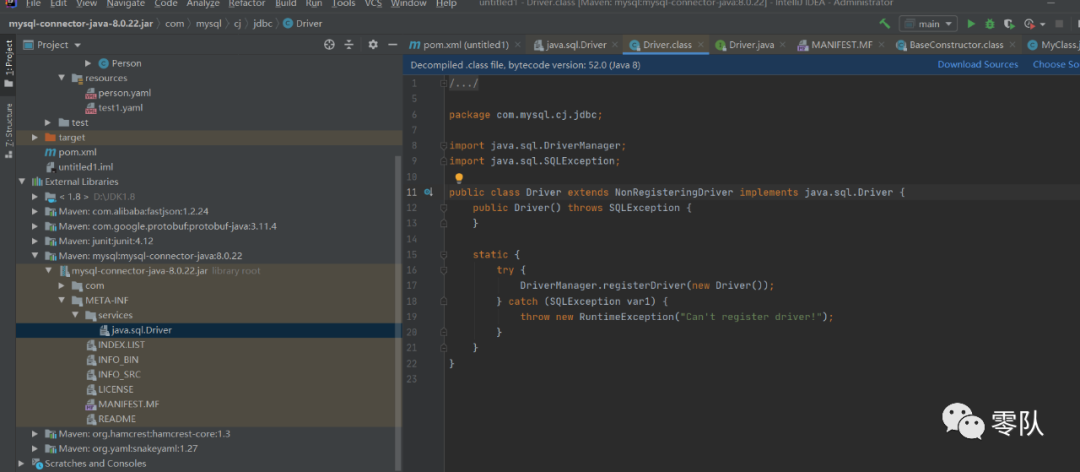 File Edit View Navigate Code Analyze Refactor Build Run Tools VCS Window Help untitled1 - Driver.class [Maven: mysql:mysql-connector-java:8.0.22] - IntelliJ IDEA - Administrator
mysql-connector-java-8.0.22.jar › com › mysql › cj › jdbc › Driver
main
Project
pom.xml (untitled1)
java.sql.Driver
Driver.class
Driver.java
MANIFEST.MF
BaseConstructor.class
MyClass.j
1: Project
Z: Structure
Person
resources
person.yaml
test1.yaml
test
target
pom.xml
untitled1.iml
External Libraries
< 1.8 > D:\JDK1.8
Maven: com.alibaba:fastjson:1.2.24
Maven: com.google.protobuf:protobuf-java:3.11.4
Maven: junit:junit:4.12
Maven: mysql:mysql-connector-java:8.0.22
mysql-connector-java-8.0.22.jar library root
com
META-INF
services
java.sql.Driver
INDEX.LIST
INFO_BIN
INFO_SRC
LICENSE
MANIFEST.MF
README
Maven: org.hamcrest:hamcrest-core:1.3
Maven: org.yaml:snakeyaml:1.27
Scratches and Consoles
Decompiled .class file, bytecode version: 52.0 (Java 8)
Download Sources
Choose So
1 /.../
5
6 package com.mysql.cj.jdbc;
7
8 import java.sql.DriverManager;
9 import java.sql.SQLException;
10
11 public class Driver extends NonRegisteringDriver implements java.sql.Driver {
12 public Driver() throws SQLException {
13 }
14
15 static {
16 try {
17 DriverManager.registerDriver(new Driver());
18 } catch (SQLException var1) {
19 throw new RuntimeException("Can't register driver!");
20 }
21 }
22 }
23
零队